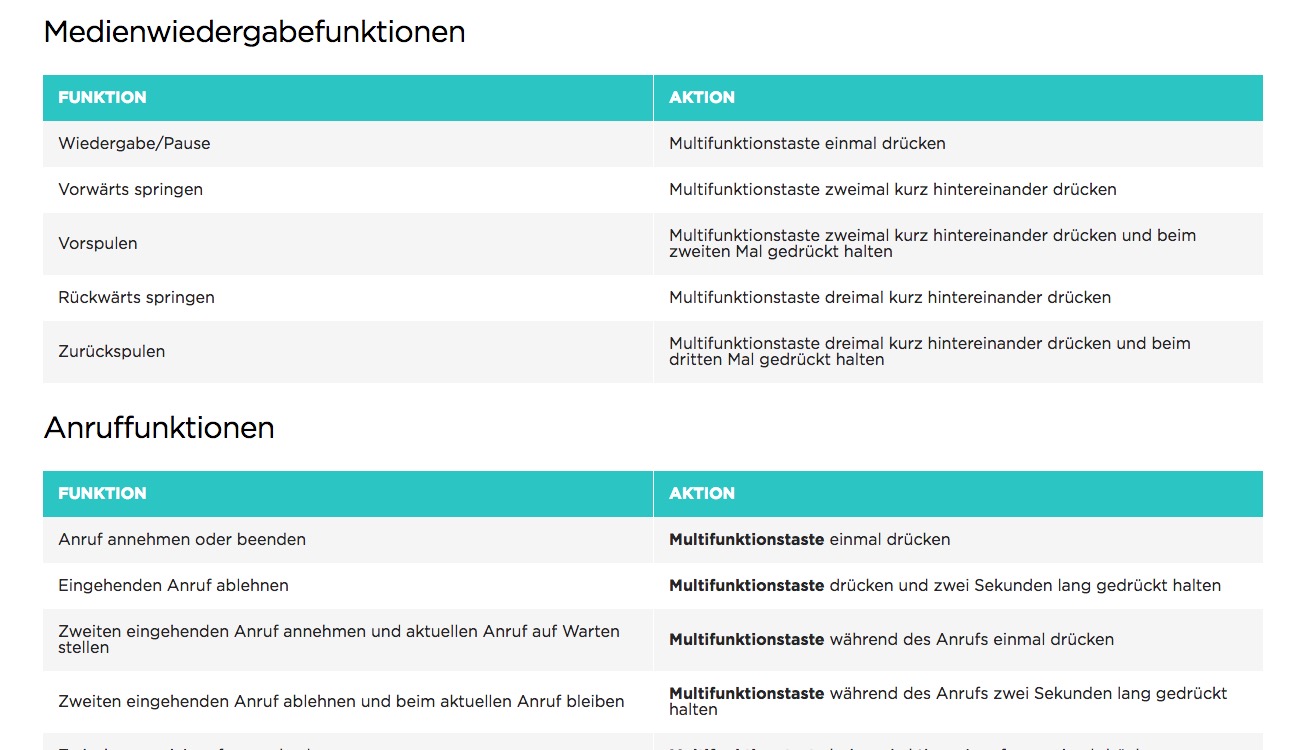 Medienwiedergabefunktionen
FUNKTION AKTION
Wiedergabe/Pause Multifunktionstaste einmal drücken
Vorwärts springen Multifunktionstaste zweimal kurz hintereinander drücken
Vorspulen Multifunktionstaste zweimal kurz hintereinander drücken und beim
zweiten Mal gedrückt halten
Rückwärts springen Multifunktionstaste dreimal kurz hintereinander drücken
Zurückspulen Multifunktionstaste dreimal kurz hintereinander drücken und beim
dritten Mal gedrückt halten
Anruffunktionen
FUNKTION AKTION
Anruf annehmen oder beenden Multifunktionstaste einmal drücken
Eingehenden Anruf ablehnen Multifunktionstaste drücken und zwei Sekunden lang gedrückt halten
Zweiten eingehenden Anruf annehmen und aktuellen Anruf auf Warten
stellen Multifunktionstaste während des Anrufs einmal drücken
Zweiten eingehenden Anruf ablehnen und beim aktuellen Anruf bleiben Multifunktionstaste während des Anrufs zwei Sekunden lang gedrückt
halten